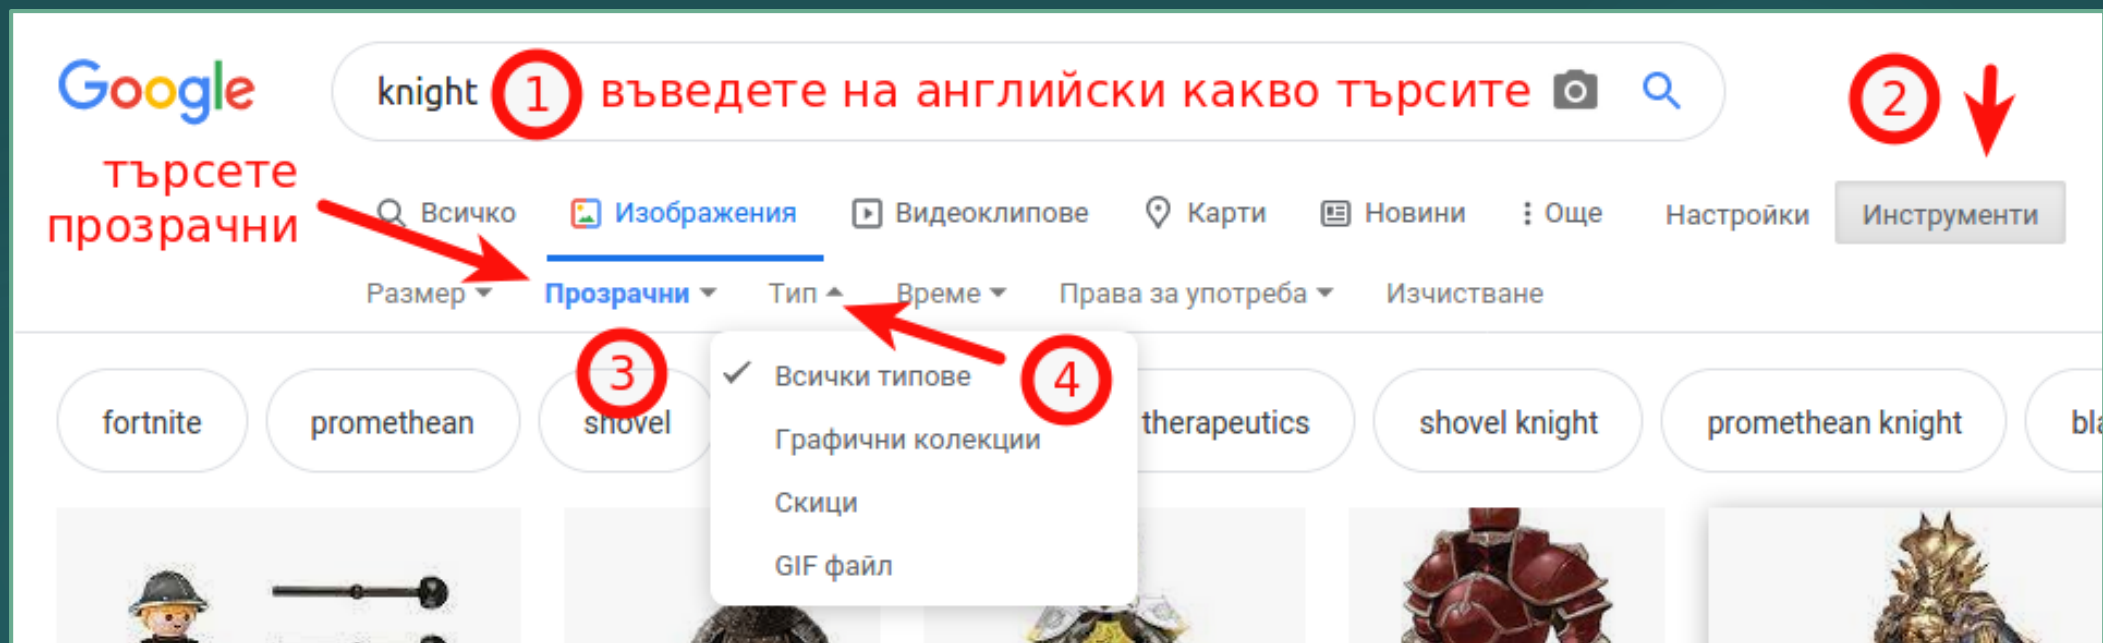 Google
knight 1 въведете на английски какво търсите
2
търсете
прозрачни
Всичко Изображения Видеоклипове Карти Новини Още Настройки Инструменти
Размер Прозрачни Тип Време Права за употреба Изчистване
3
4
Всички типове
Графични колекции
Скици
GIF файл
fortnite promethean shovel therapeutics shovel knight promethean knight bla